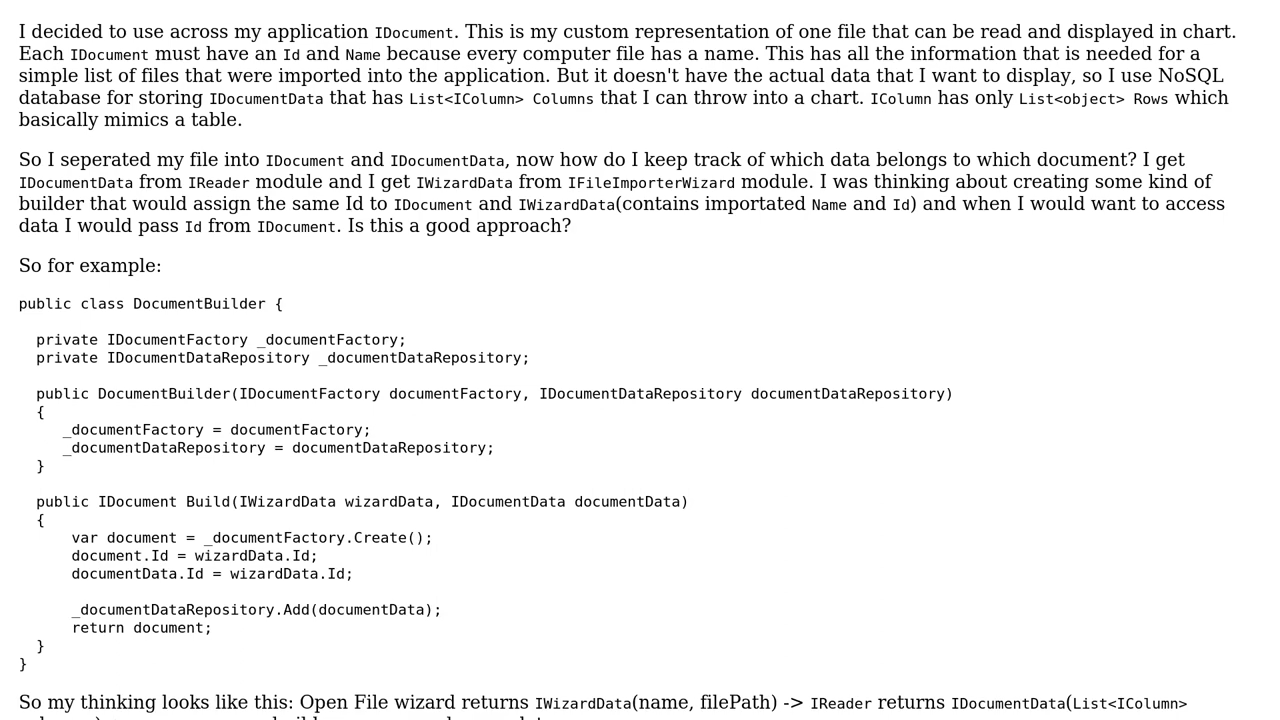 I decided to use across my application IDocument. This is my custom representation of one file that can be read and displayed in chart.
Each IDocument must have an Id and Name because every computer file has a name. This has all the information that is needed for a
simple list of files that were imported into the application. But it doesn't have the actual data that I want to display, so I use NoSQL
database for storing IDocumentData that has List<IColumn> Columns that I can throw into a chart. IColumn has only List<object> Rows which
basically mimics a table.
So I seperated my file into IDocument and IDocumentData, now how do I keep track of which data belongs to which document? I get
IDocumentData from IReader module and I get IWizardData from IFileImporterWizard module. I was thinking about creating some kind of
builder that would assign the same Id to IDocument and IWizardData(contains importated Name and Id) and when I would want to access
data I would pass Id from IDocument. Is this a good approach?
So for example:
public class DocumentBuilder {
private IDocumentFactory _documentFactory;
private IDocumentDataRepository _documentDataRepository;
public DocumentBuilder(IDocumentFactory documentFactory, IDocumentDataRepository documentDataRepository)
{
_documentFactory = documentFactory;
_documentDataRepository = documentDataRepository;
}
public IDocument Build(IWizardData wizardData, IDocumentData documentData)
{
var document = _documentFactory.Create();
document.Id = wizardData.Id;
documentData.Id = wizardData.Id;
_documentDataRepository.Add(documentData);
return document;
}
}
So my thinking looks like this: Open File wizard returns IWizardData(name, filePath) -> IReader returns IDocumentData(List<IColumn>